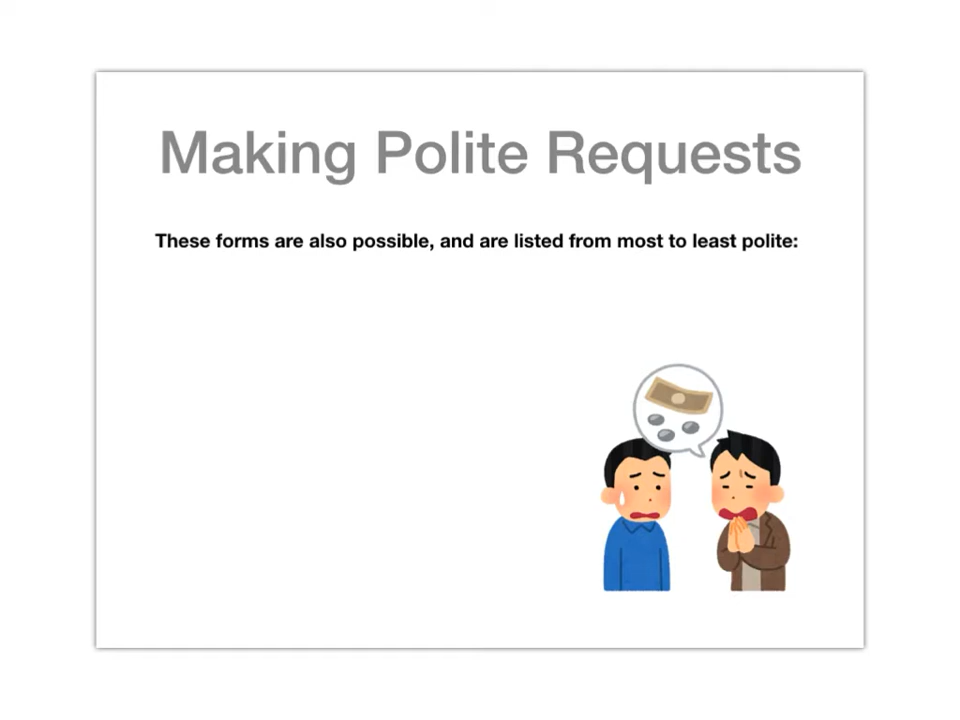 Making Polite Requests
These forms are also possible, and are listed from most to least polite: